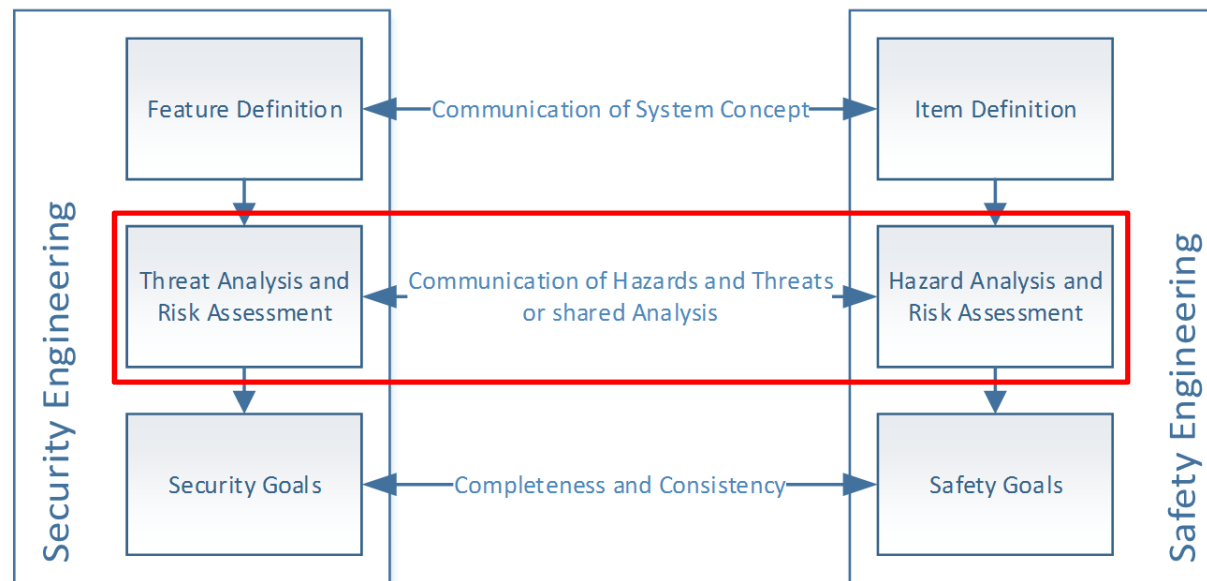 Security Engineering
Feature Definition
Communication of System Concept
Item Definition
Threat Analysis and
Risk Assessment
Communication of Hazards and Threats
or shared Analysis
Hazard Analysis and
Risk Assessment
Security Goals
Completeness and Consistency
Safety Goals
Safety Engineering